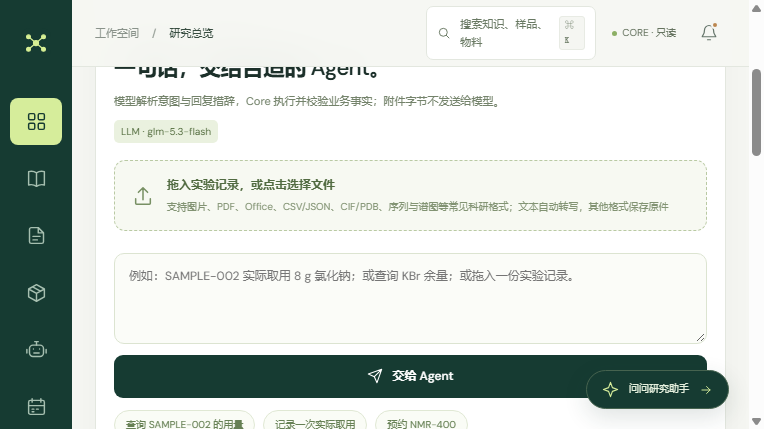 工作空间 / 研究总览
搜索知识、样品、
物料
⌘
K
CORE · 只读
一句话，交给合适的 Agent。
模型解析意图与回复措辞，Core 执行并校验业务事实；附件字节不发送给模型。
LLM · glm-5.3-flash
拖入实验记录，或点击选择文件
支持图片、PDF、Office、CSV/JSON、CIF/PDB、序列与谱图等常见科研格式；文本自动转写，其他格式保存原件
例如：SAMPLE-002 实际取用 8 g 氯化钠；或查询 KBr 余量；或拖入一份实验记录。
交给 Agent
问问研究助手 →
查询 SAMPLE-002 的用量
记录一次实际取用
预约 NMR-400